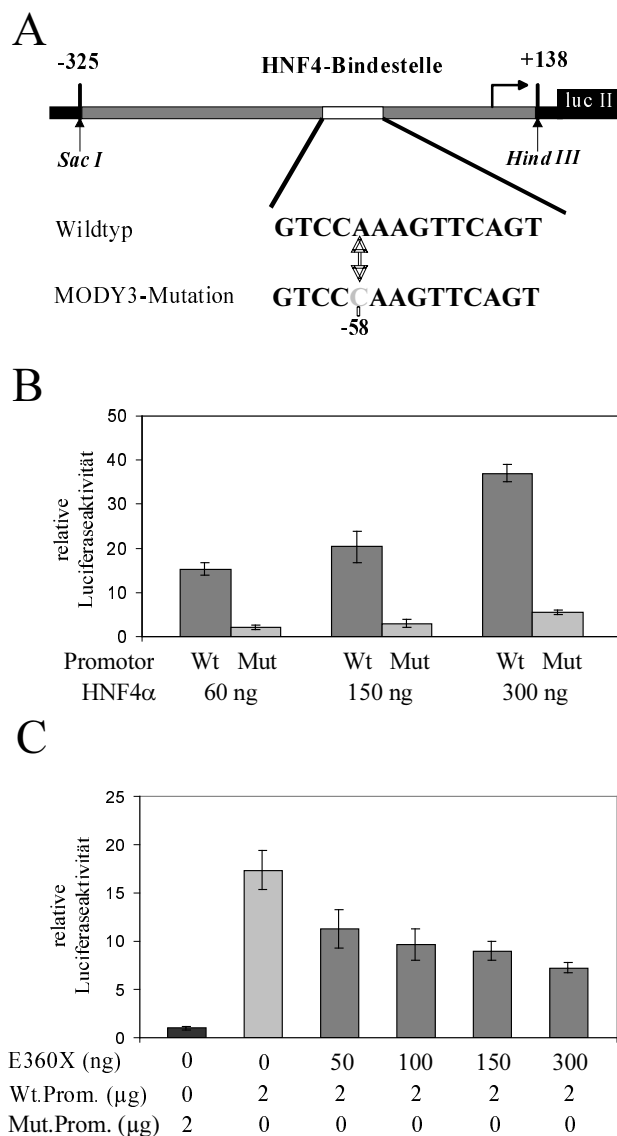 A
-325 HNF4-Bindestelle +138
luc II
Sac I Hind III
Wildtyp GTCCAAAGTTCAGT
MODY3-Mutation GTCCCAAGTTCAGT
-58
B
relative Luciferaseaktivität
50
40
30
20
10
0
Promotor Wt Mut Wt Mut Wt Mut
HNF4α 60 ng 150 ng 300 ng
C
relative Luciferaseaktivität
25
20
15
10
5
0
E360X (ng) 0 0 50 100 150 300
Wt.Prom. (µg) 0 2 2 2 2 2
Mut.Prom. (µg) 2 0 0 0 0 0